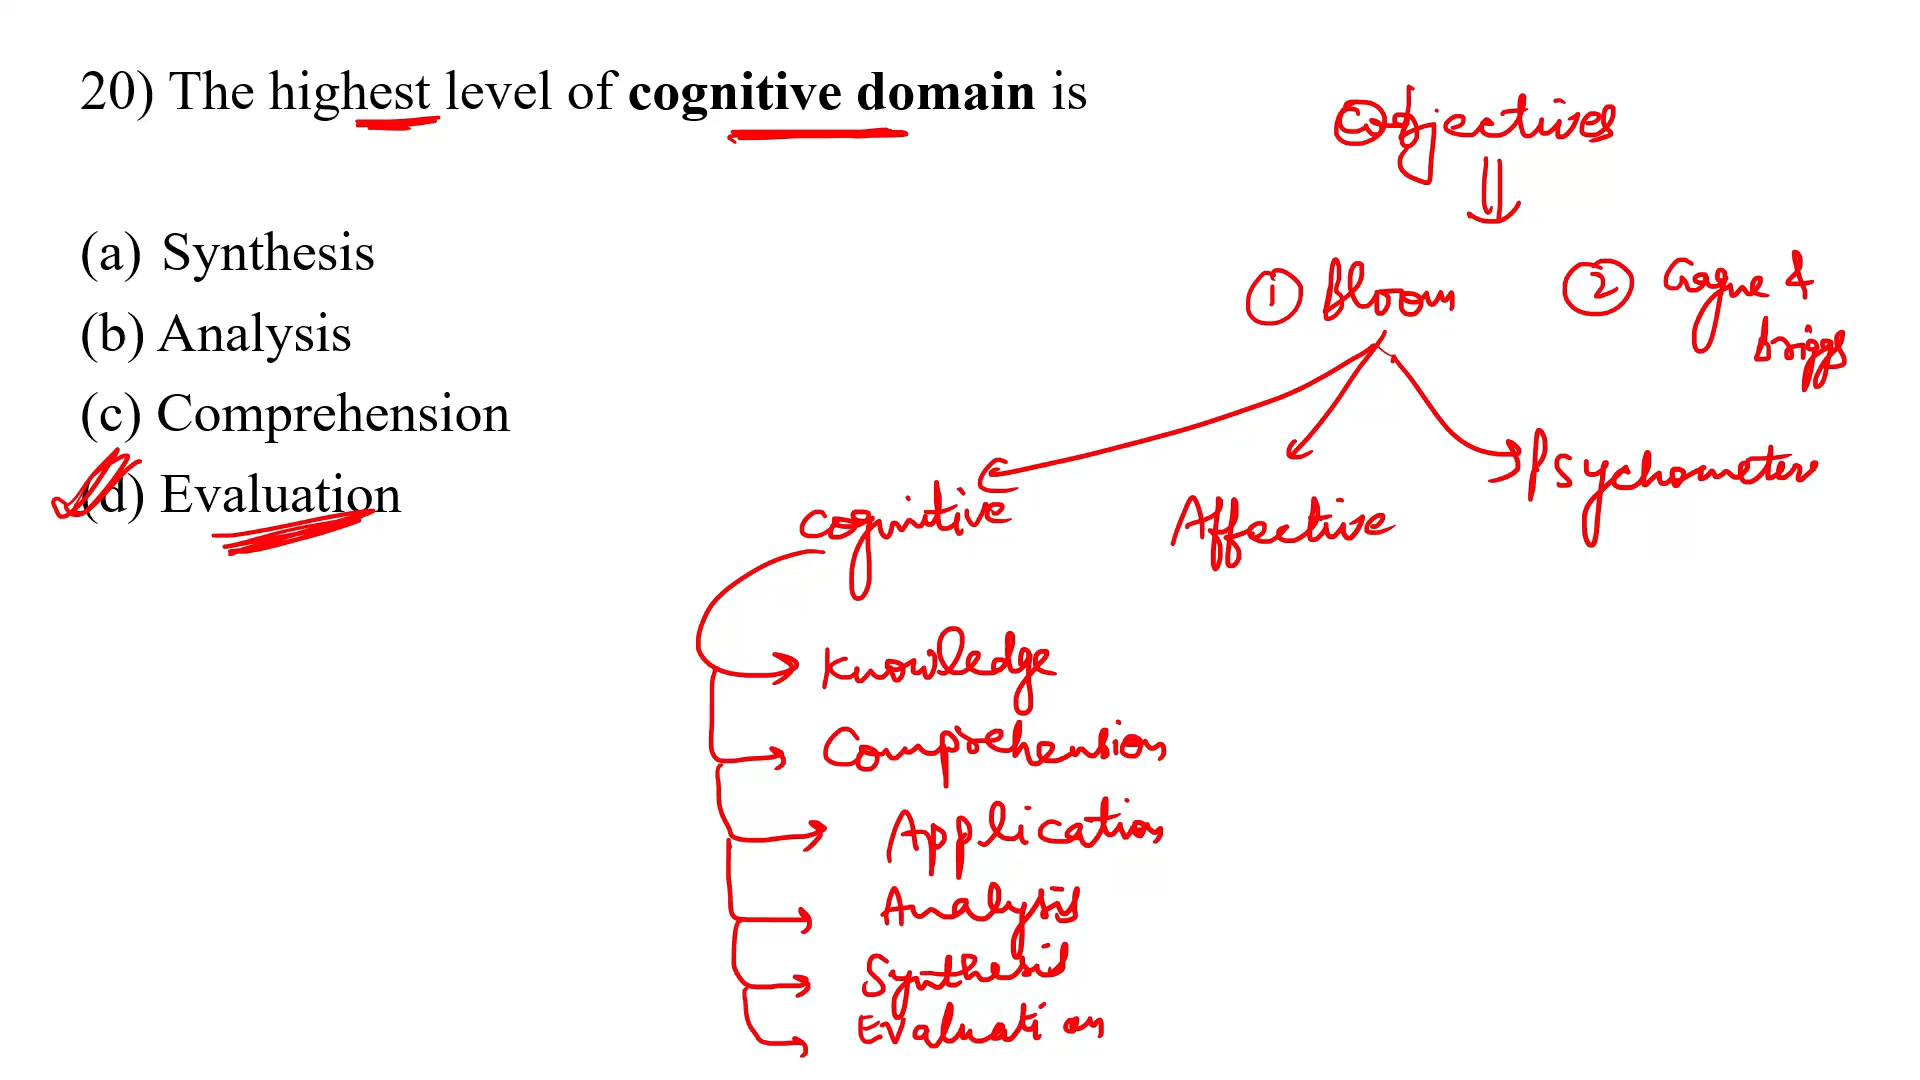 20) The highest level of cognitive domain is
(a) Synthesis
(b) Analysis
(c) Comprehension
(d) Evaluation
Objectives
① Bloom
② Gagne &
briggs
Cognitive
Affective
Psychometer
Knowledge
Comprehension
Application
Analysis
Synthesis
Evaluation